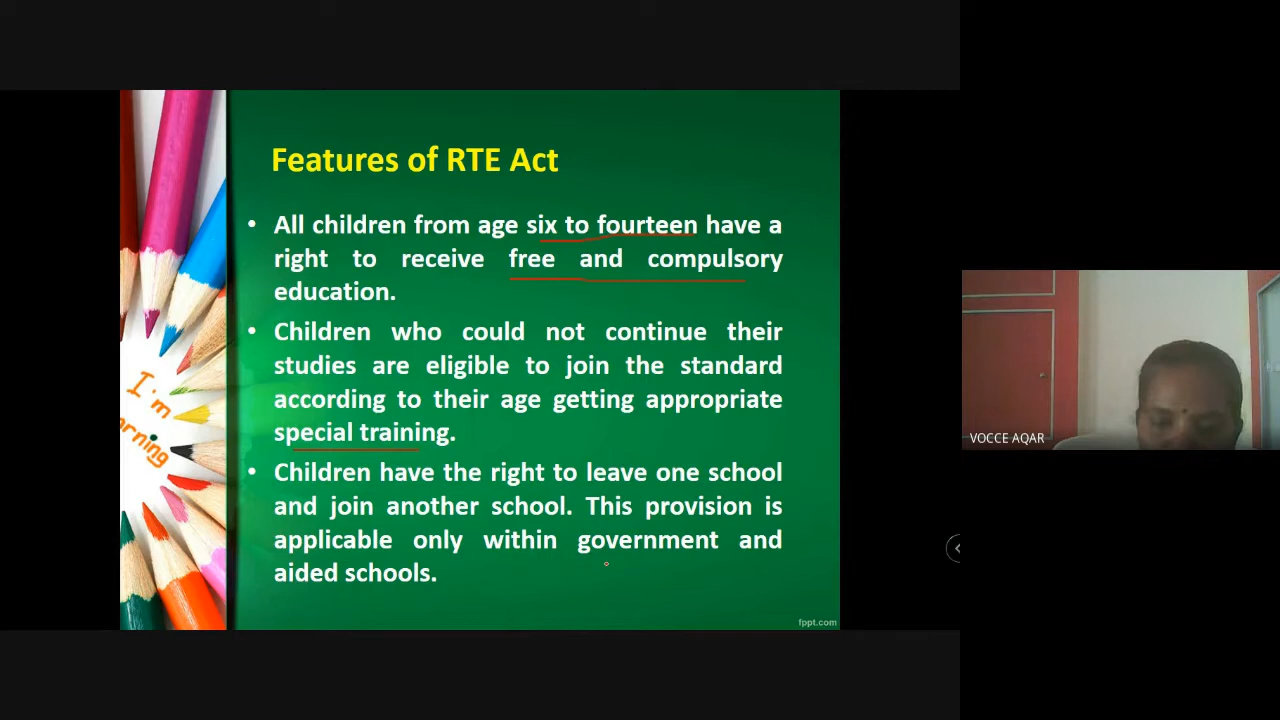 Features of RTE Act
• All children from age six to fourteen have a
right to receive free and compulsory
education.
• Children who could not continue their
studies are eligible to join the standard
according to their age getting appropriate
special training.
• Children have the right to leave one school
and join another school. This provision is
applicable only within government and
aided schools.
I'm
fppt.com
VOCCE AQAR